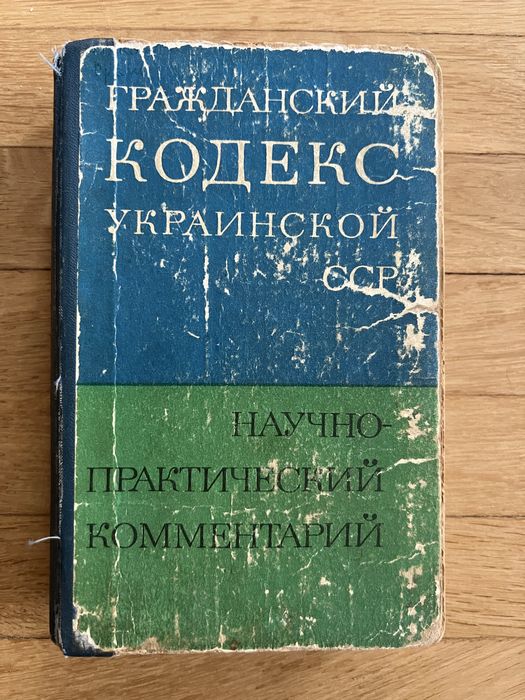 ГРАЖДАНСКИЙ
КОДЕКС
УКРАИНСКОЙ
ССР
НАУЧНО-
ПРАКТИЧЕСКИЙ
КОММЕНТАРИЙ